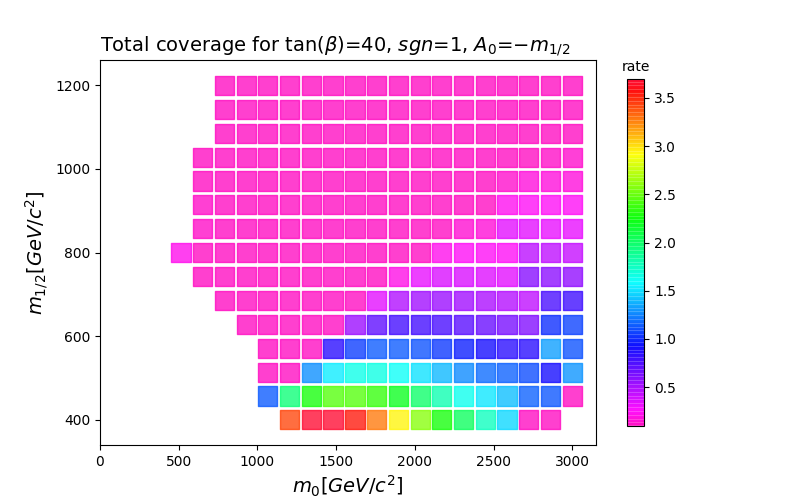 Total coverage for tan(β)=40, sgn=1, A₀=−m₁/₂
rate
m₁/₂[GeV/c²]
1200
1000
800
600
400
0 500 1000 1500 2000 2500 3000
m₀[GeV/c²]
3.5
3.0
2.5
2.0
1.5
1.0
0.5